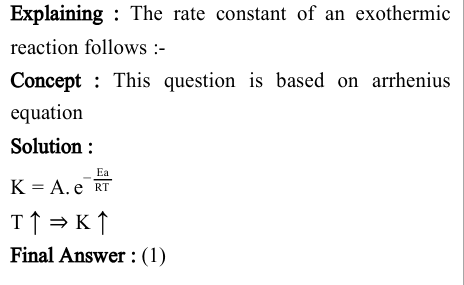 Explaining : The rate constant of an exothermic
reaction follows :-
Concept : This question is based on arrhenius
equation
Solution :
K = A. e^{-\frac{Ea}{RT}}
T ↑ ⇒ K ↑
Final Answer : (1)